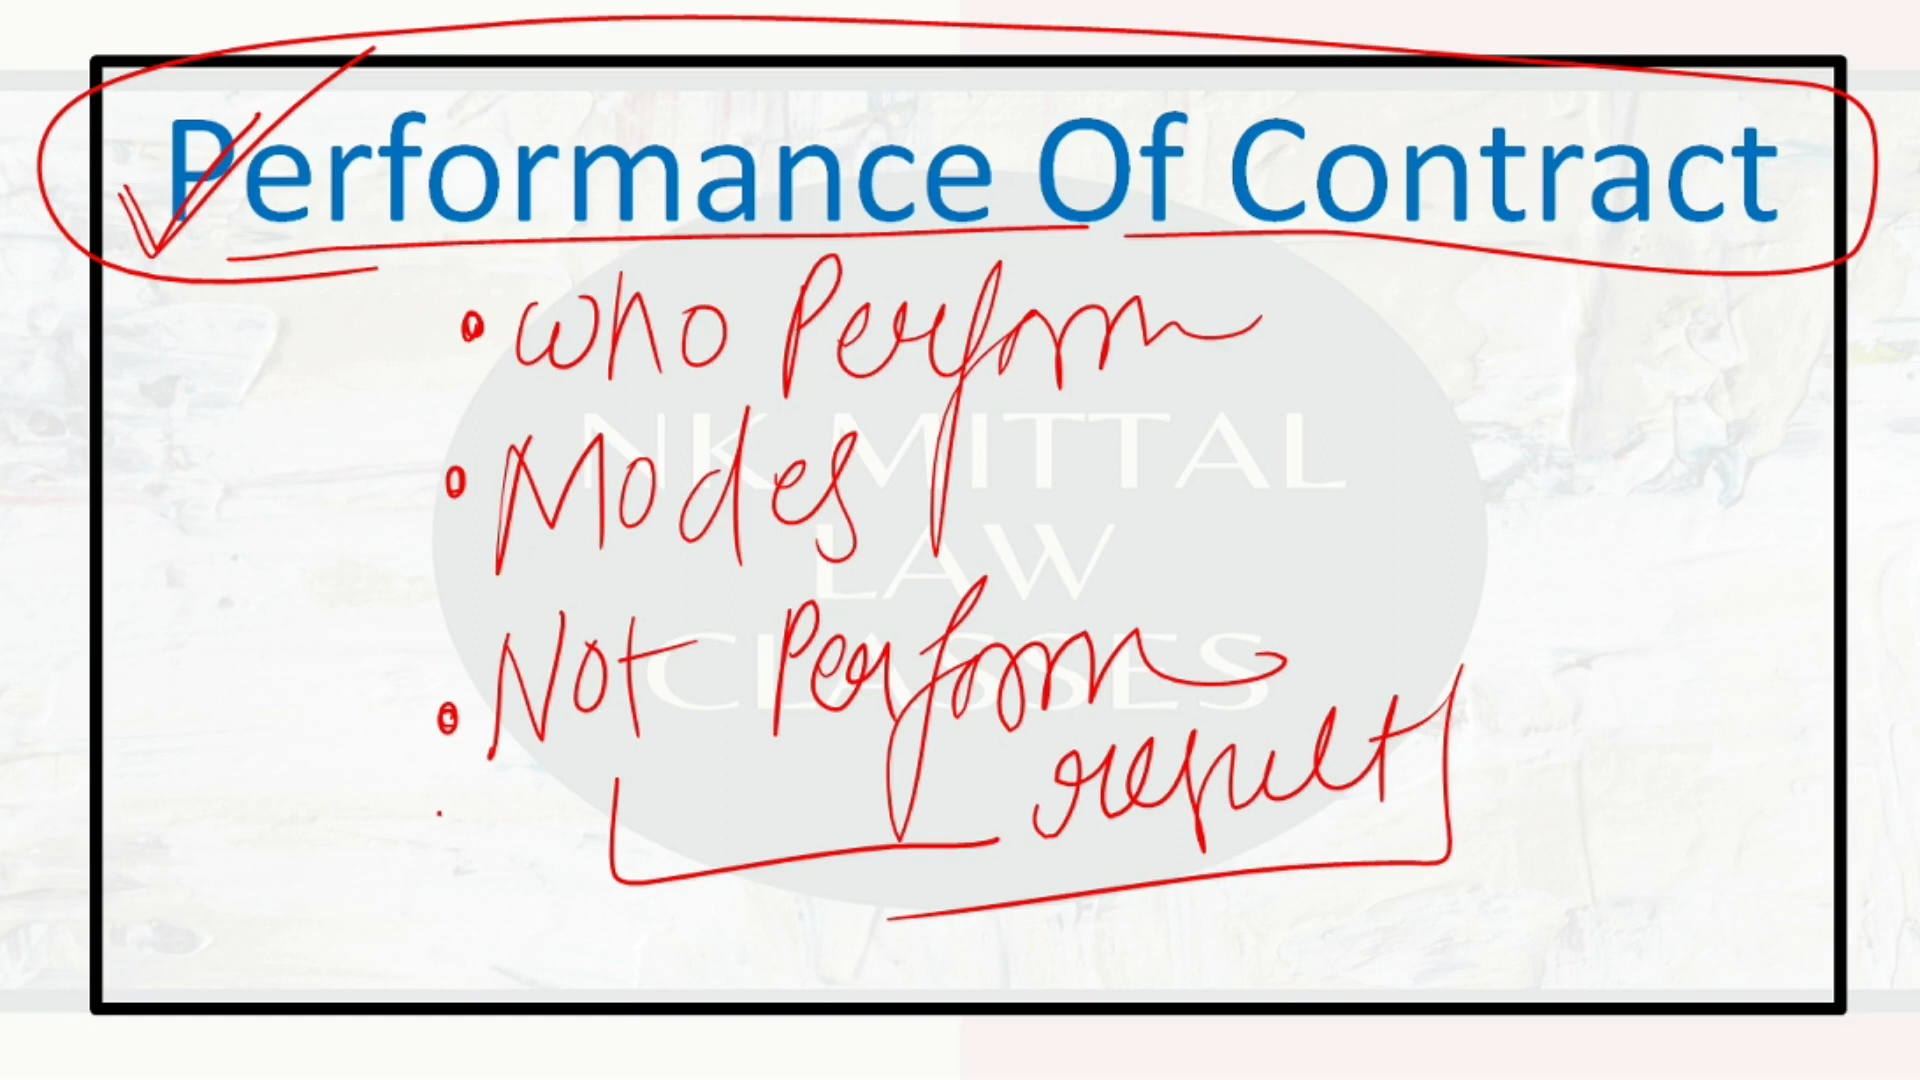 Performance Of Contract
• who Perform
• Modes
• Not Perform
result
NK MITTAL
LAW
CLASSES